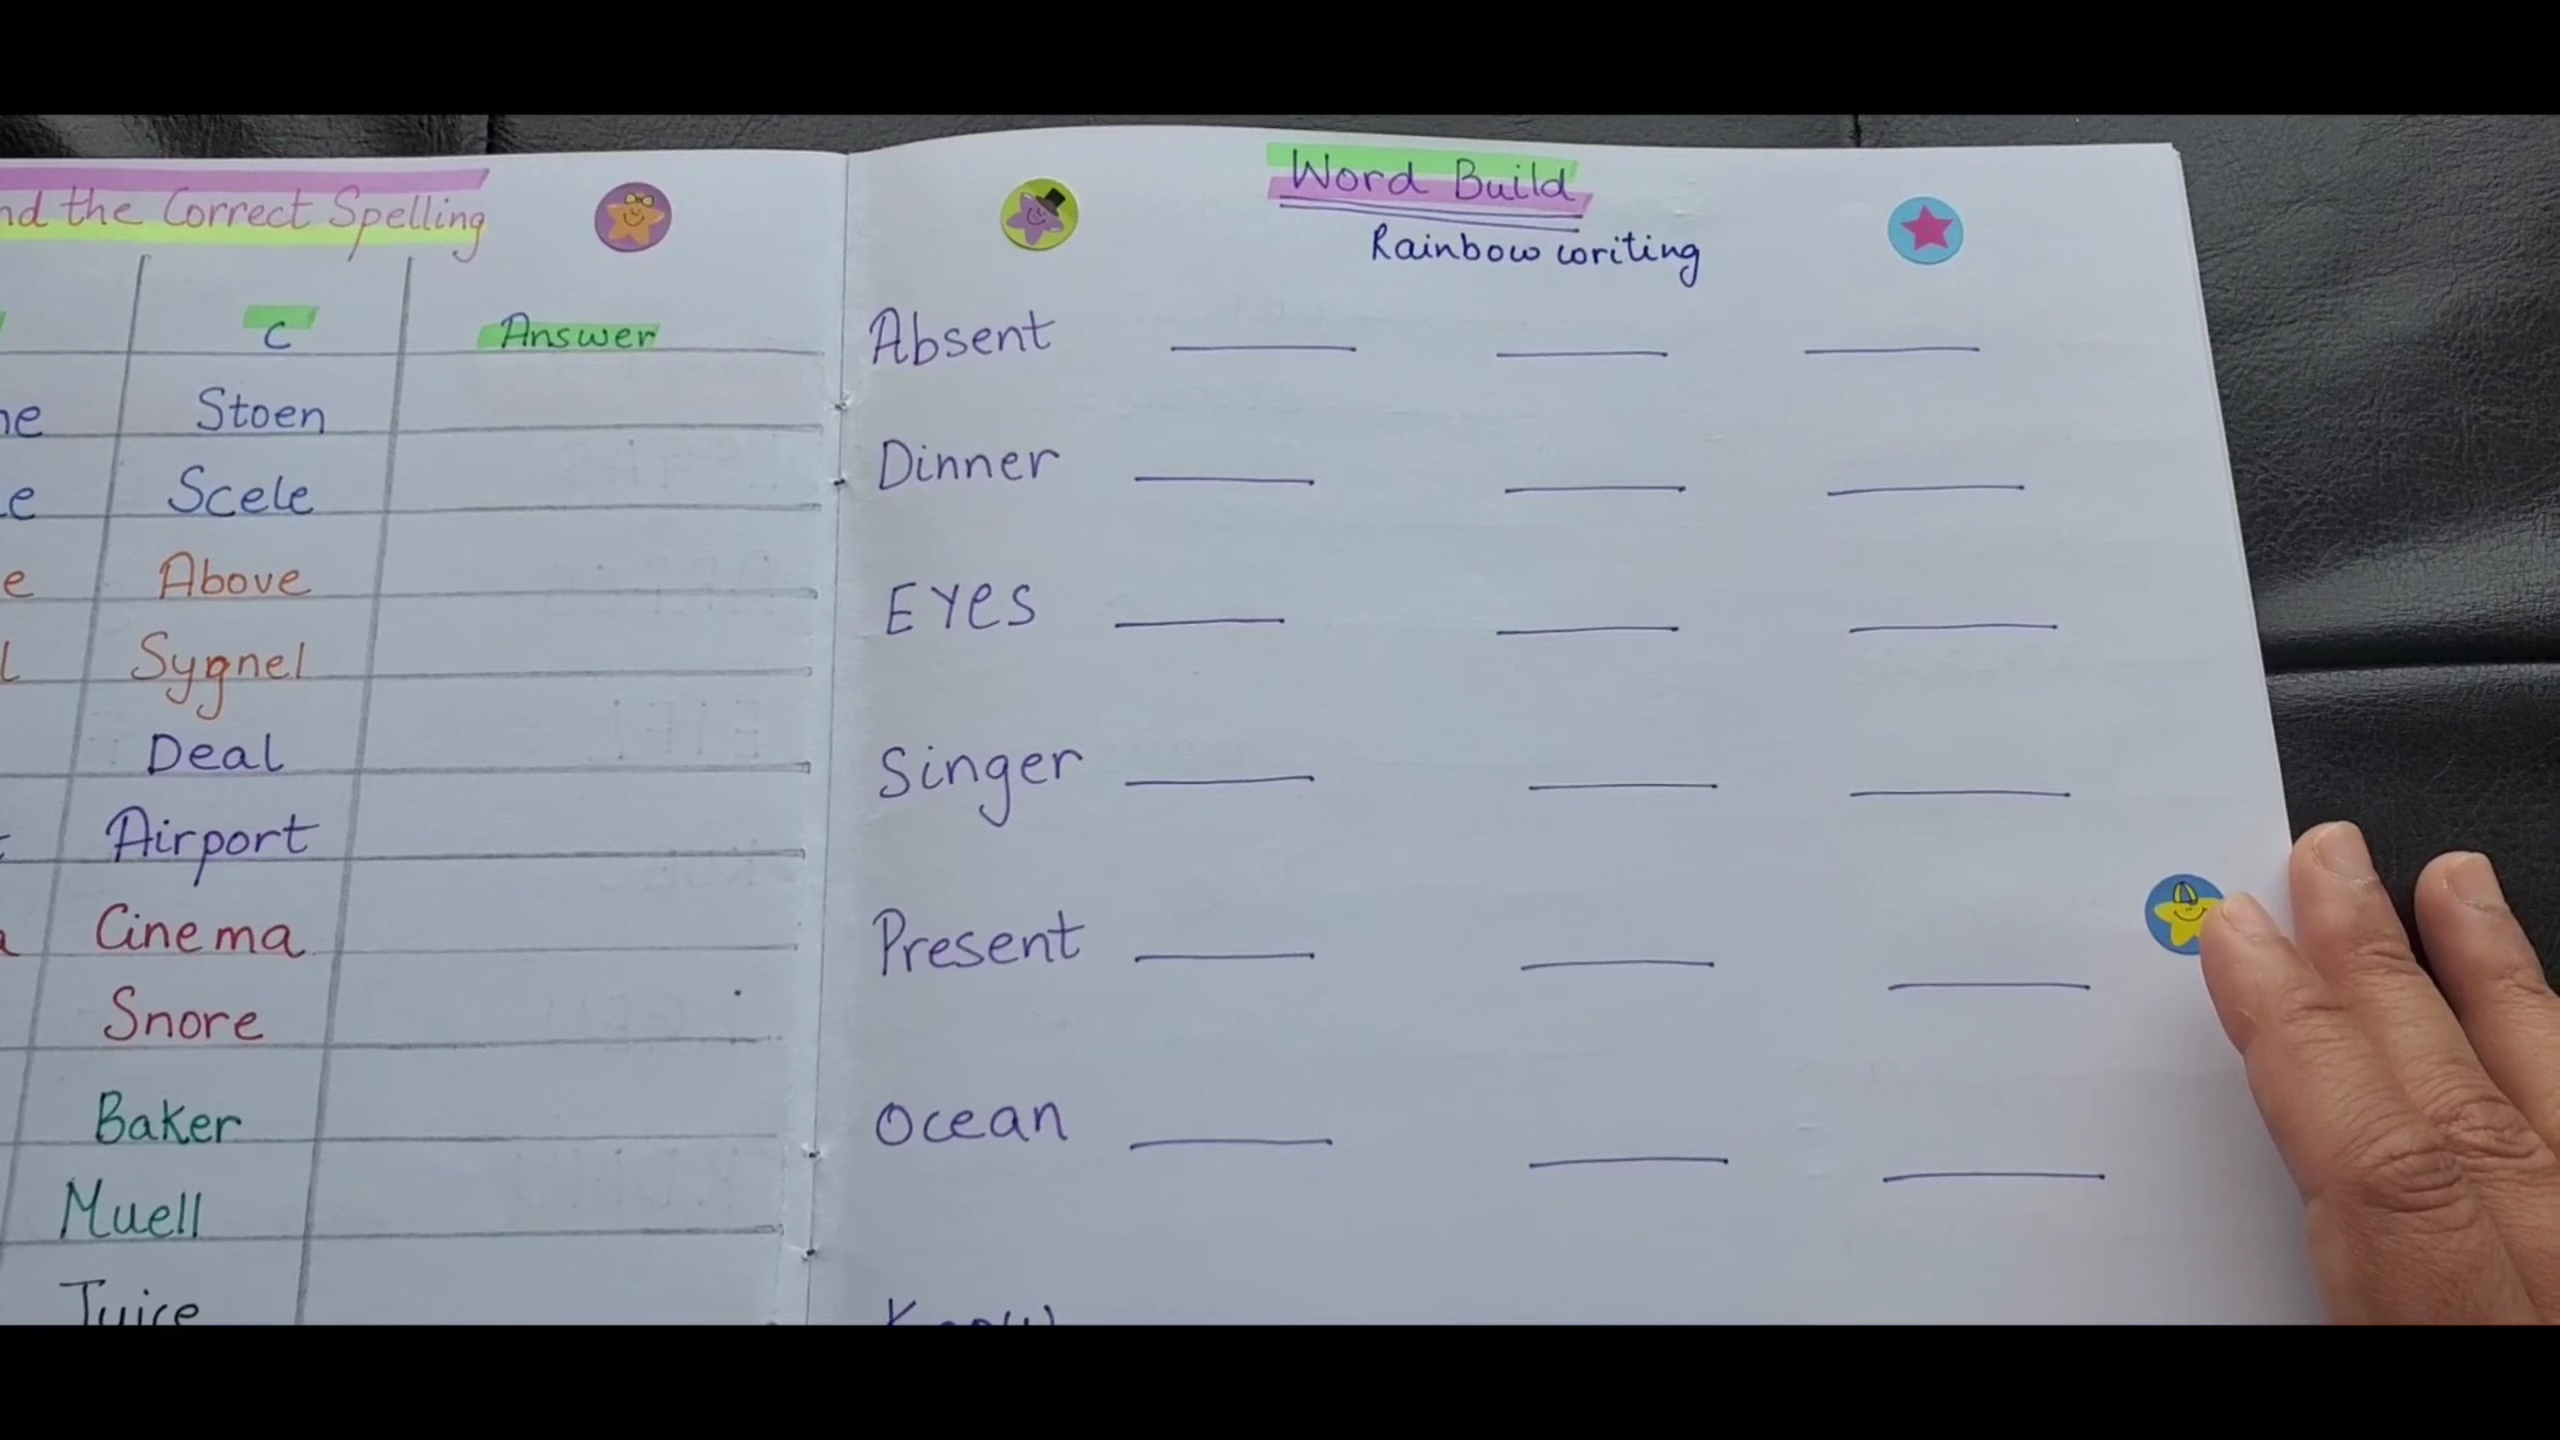 nd the Correct Spelling
C Answer
ne Stoen
e Scele
e Above
l Sygnel
Deal
Airport
a Cinema
Snore
Baker
Muell
Juice
Word Build
Rainbow writing
Absent
Dinner
Eyes
Singer
Present
Ocean
Know